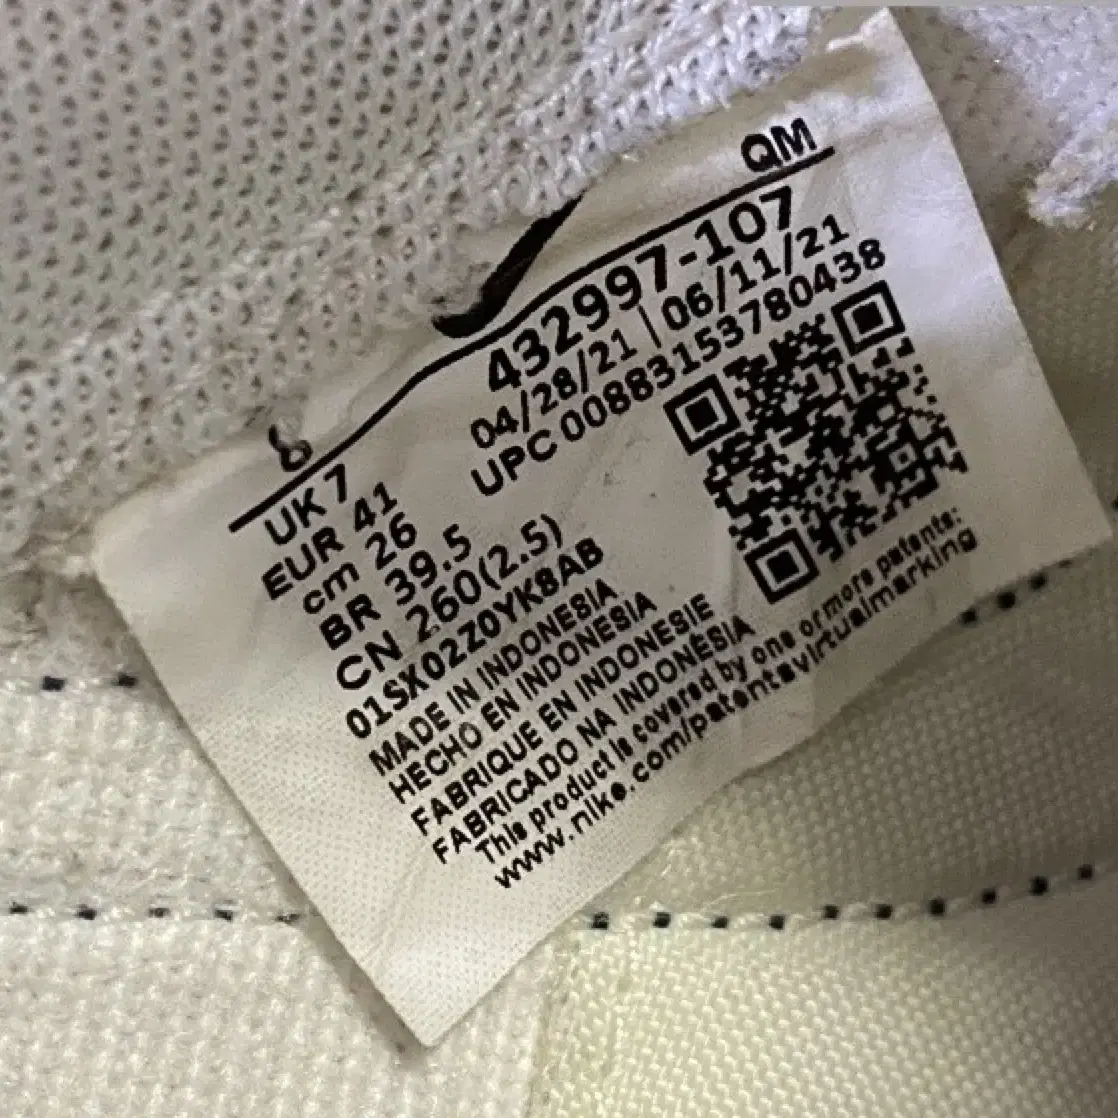 QM
8
432997-107
04/28/21 | 06/11/21
UPC 00883153780438
UK 7
EUR 41
cm 26
BR 39.5
CN 260(2.5)
01SX02Z0YK8AB
MADE IN INDONESIA
HECHO EN INDONESIA
FABRIQUE EN INDONESIE
FABRICADO NA INDONÉSIA
This product is covered by one or more patents:
www.nike.com/patentsvirtualmarking